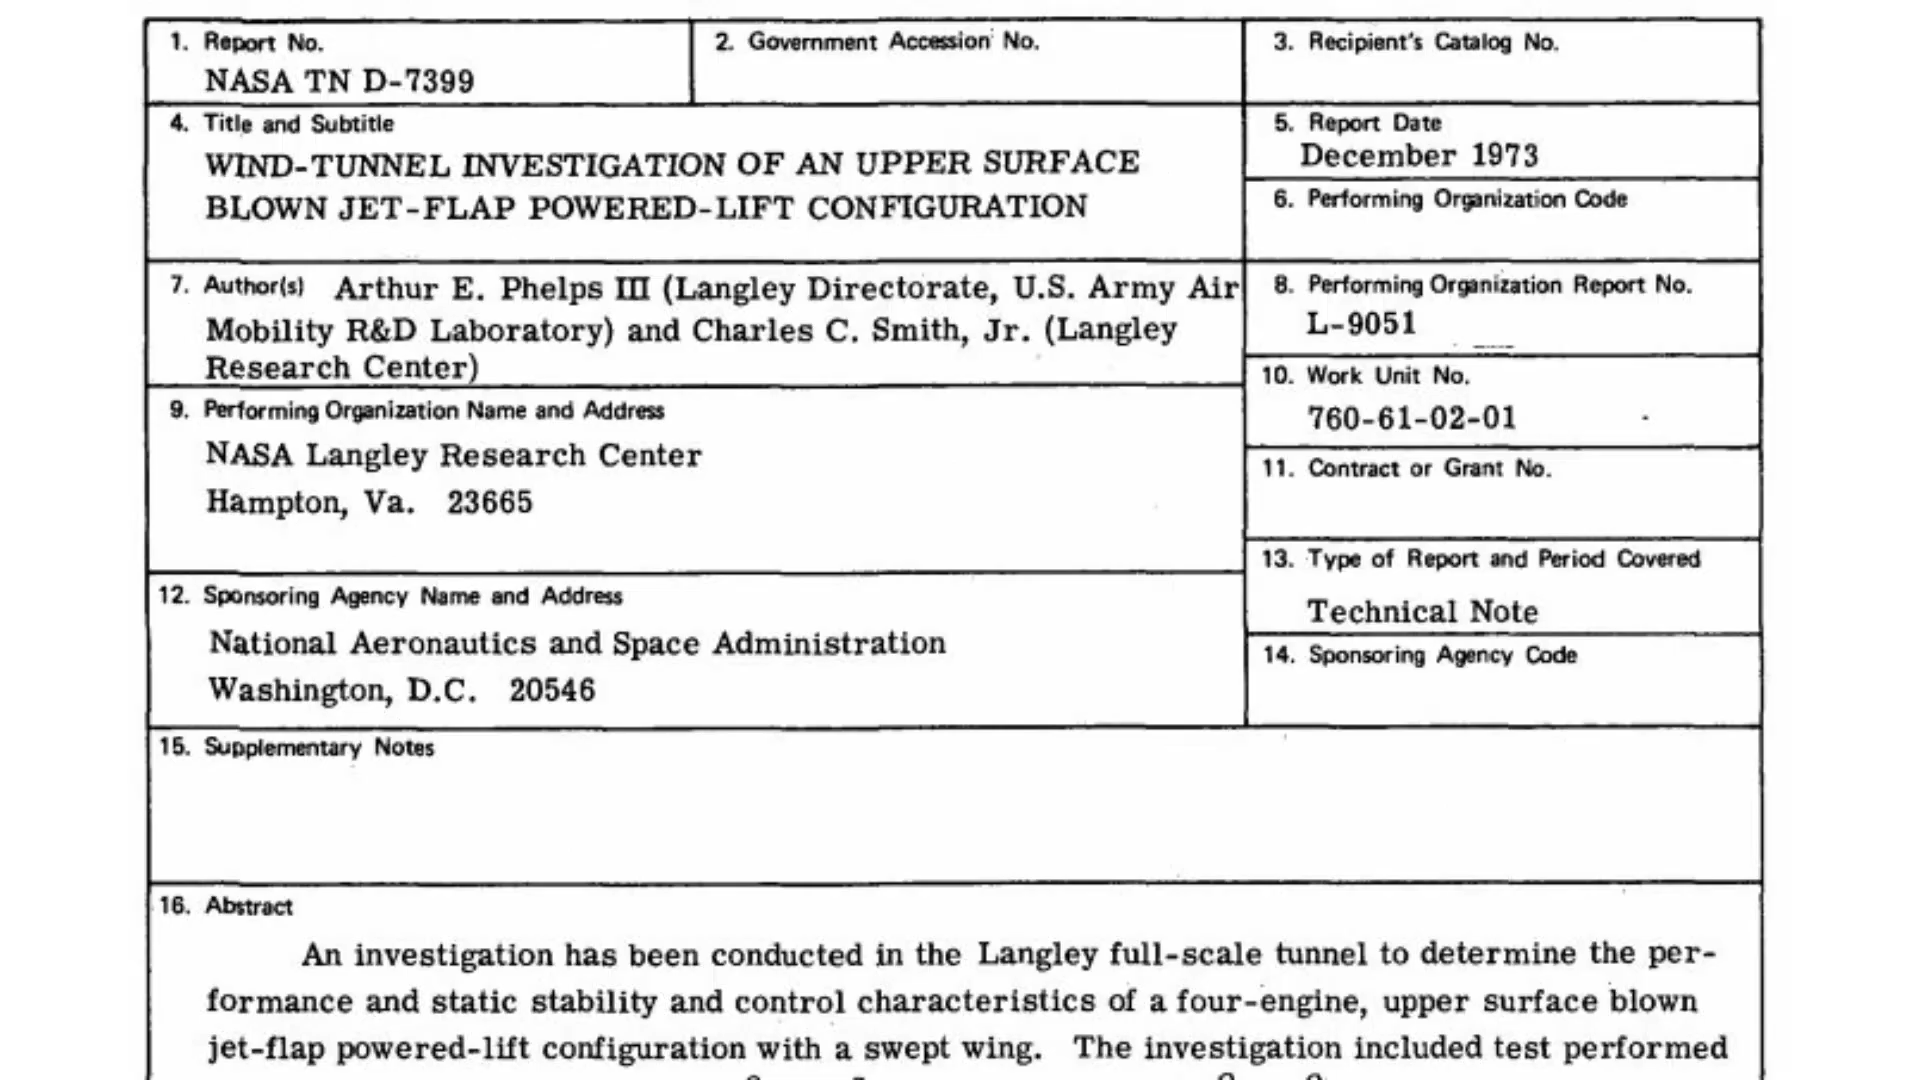 1. Report No.
NASA TN D-7399
2. Government Accession No.
3. Recipient's Catalog No.
4. Title and Subtitle
WIND-TUNNEL INVESTIGATION OF AN UPPER SURFACE
BLOWN JET-FLAP POWERED-LIFT CONFIGURATION
5. Report Date
December 1973
6. Performing Organization Code
7. Author(s) Arthur E. Phelps III (Langley Directorate, U.S. Army Air
Mobility R&D Laboratory) and Charles C. Smith, Jr. (Langley
Research Center)
8. Performing Organization Report No.
L-9051
9. Performing Organization Name and Address
NASA Langley Research Center
Hampton, Va. 23665
10. Work Unit No.
760-61-02-01
11. Contract or Grant No.
12. Sponsoring Agency Name and Address
National Aeronautics and Space Administration
Washington, D.C. 20546
13. Type of Report and Period Covered
Technical Note
14. Sponsoring Agency Code
15. Supplementary Notes
16. Abstract
An investigation has been conducted in the Langley full-scale tunnel to determine the per-
formance and static stability and control characteristics of a four-engine, upper surface blown
jet-flap powered-lift configuration with a swept wing. The investigation included test performed